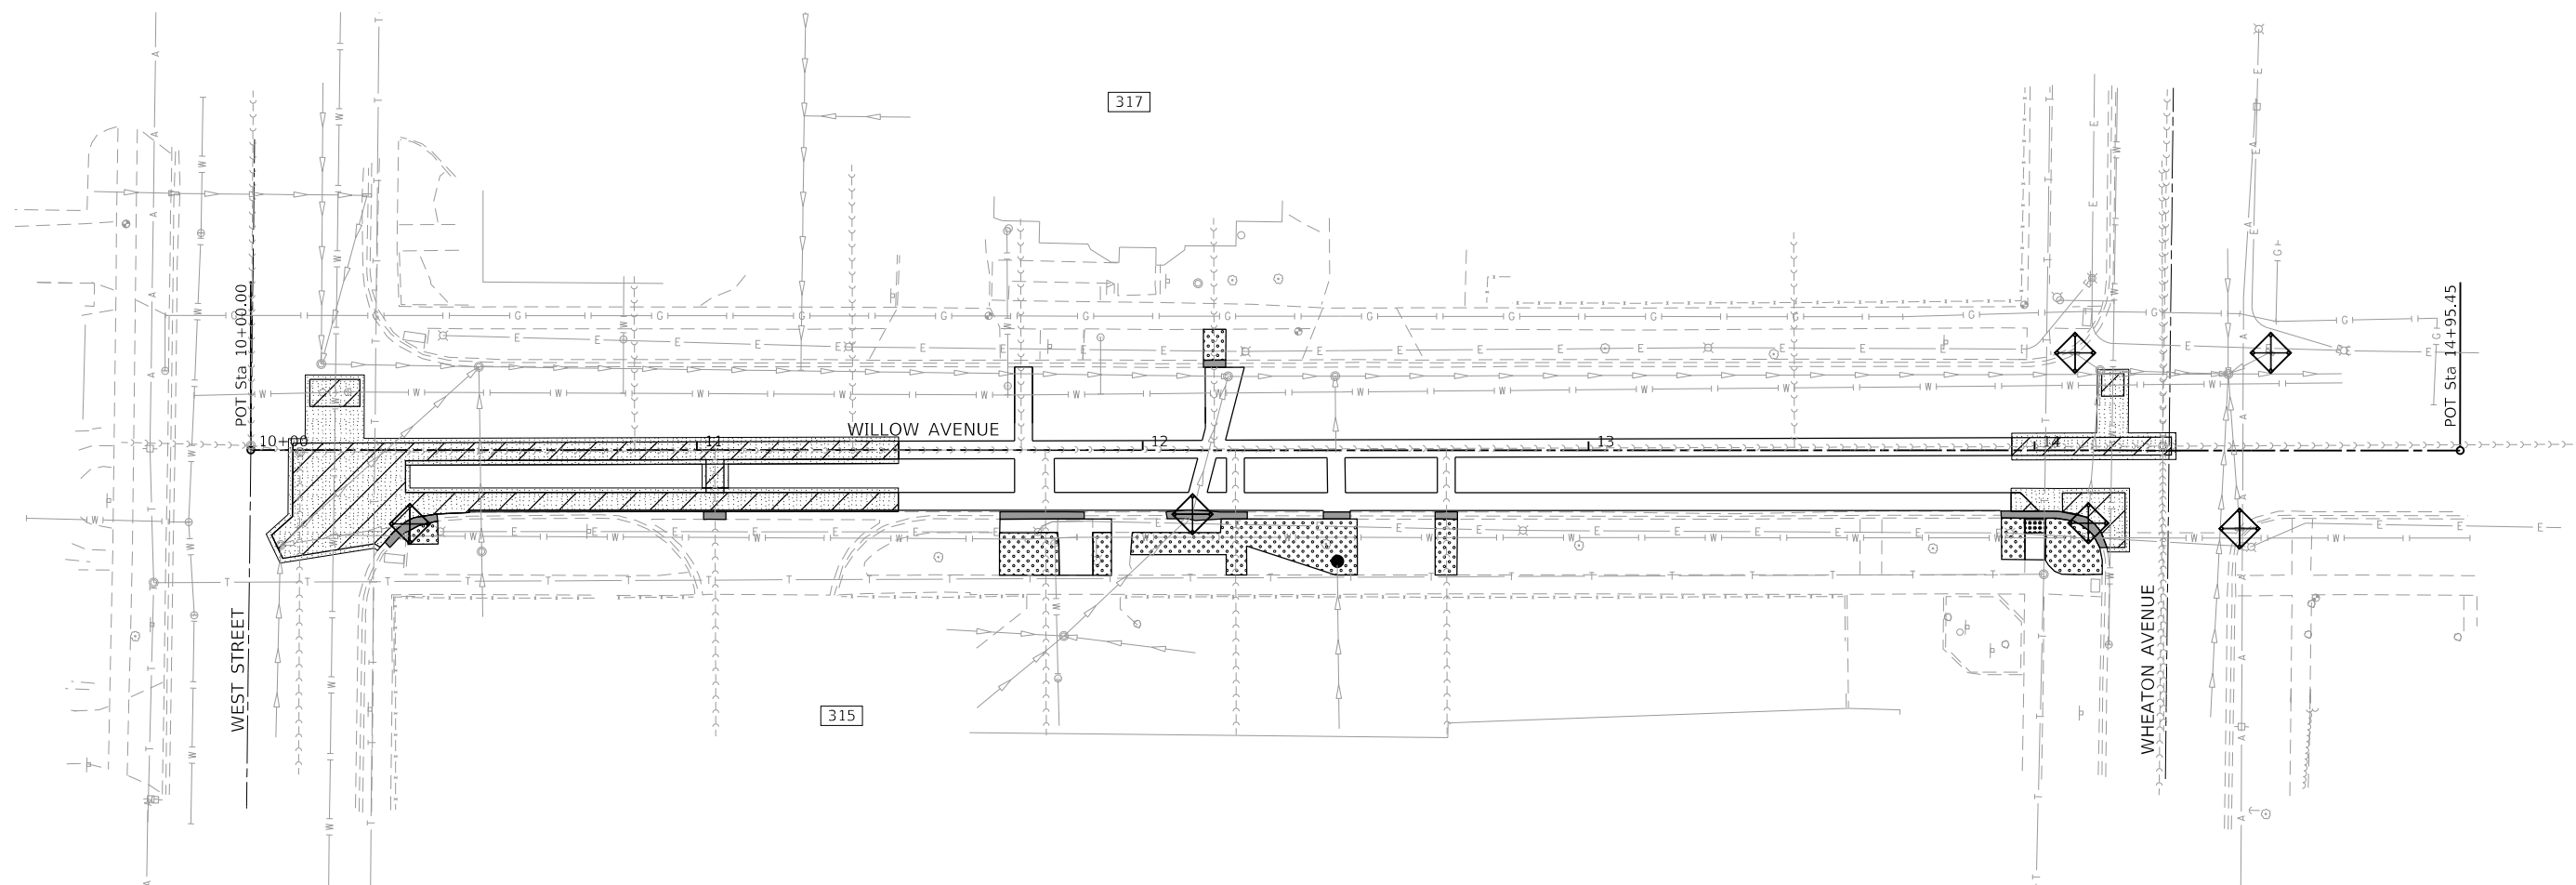 317
POT Sta 10+00.00
POT Sta 14+95.45
WILLOW AVENUE
10+00
11
12
13
14
WEST STREET
WHEATON AVENUE
315